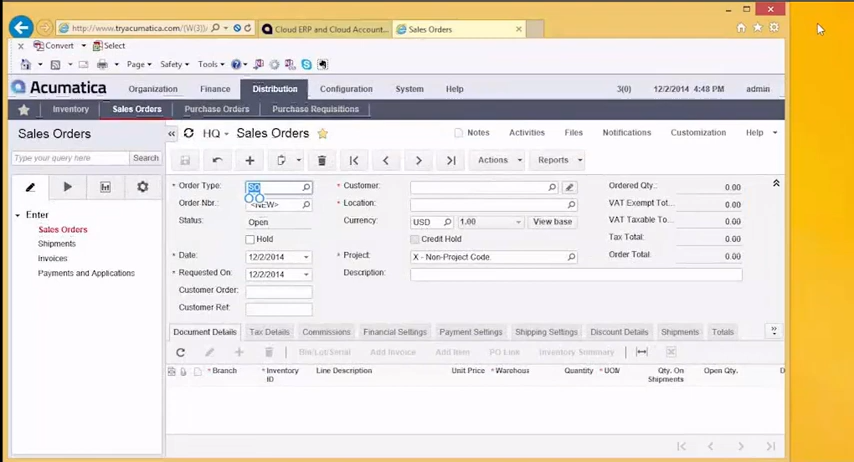 http://www.tryacumatica.com/(W(3))/
Cloud ERP and Cloud Account...
Sales Orders
Convert
Select
Page
Safety
Tools
Acumatica
Organization
Finance
Distribution
Configuration
System
Help
3(0)
12/2/2014 4:48 PM
admin
Inventory
Sales Orders
Purchase Orders
Purchase Requisitions
Sales Orders
HQ
Sales Orders
Notes
Activities
Files
Notifications
Customization
Help
Type your query here
Search
Actions
Reports
Enter
Sales Orders
Shipments
Invoices
Payments and Applications
* Order Type: SO
Order Nbr.: <NEW>
Status: Open
Hold
* Date: 12/2/2014
* Requested On: 12/2/2014
Customer Order:
Customer Ref:
* Customer:
* Location:
Currency: USD 1.00 View base
Credit Hold
* Project: X - Non-Project Code.
Description:
Ordered Qty.: 0.00
VAT Exempt Tot... 0.00
VAT Taxable To... 0.00
Tax Total: 0.00
Order Total: 0.00
Document Details
Tax Details
Commissions
Financial Settings
Payment Settings
Shipping Settings
Discount Details
Shipments
Totals
Bin/Lot/Serial
Add Invoice
Add Item
PO Line
Inventory Summary
* Branch
* Inventory ID
Line Description
Unit Price
* Warehous
Quantity
* UOM
Qty. On Shipments
Open Qty.
D